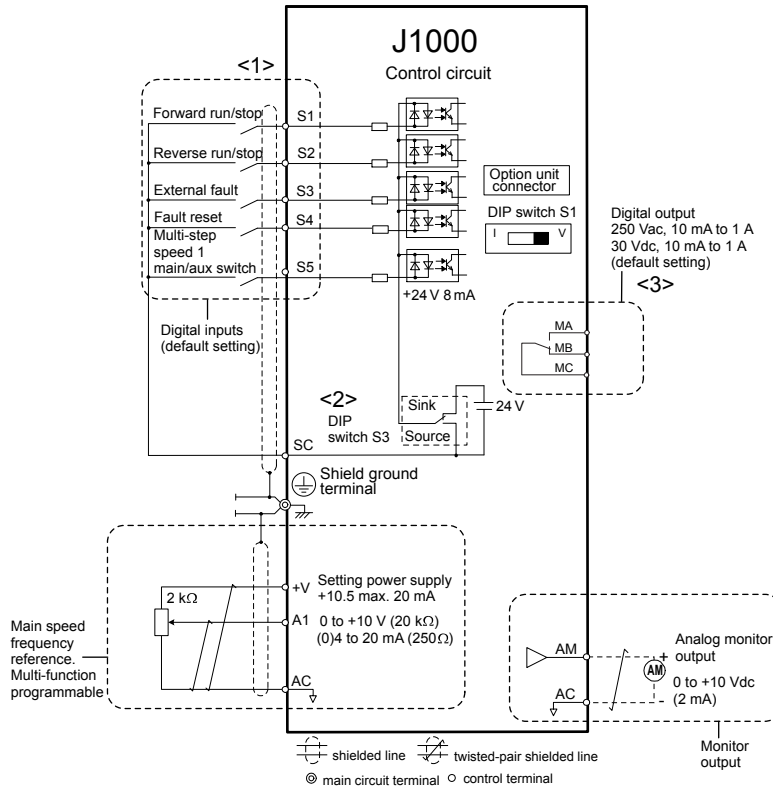 J1000
Control circuit
<1>
Forward run/stop
S1
Reverse run/stop
S2
External fault
S3
Fault reset
S4
Multi-step
speed 1
main/aux switch
S5
Digital inputs
(default setting)
+24 V 8 mA
Option unit
connector
DIP switch S1
I
V
Digital output
250 Vac, 10 mA to 1 A
30 Vdc, 10 mA to 1 A
(default setting)
<3>
MA
MB
MC
<2>
DIP
switch S3
Sink
Source
24 V
SC
Shield ground
terminal
Main speed
frequency
reference.
Multi-function
programmable
2 kΩ
+V
Setting power supply
+10.5 max. 20 mA
A1
0 to +10 V (20 kΩ)
(0)4 to 20 mA (250Ω)
AC
AM
+
AM
Analog monitor
output
0 to +10 Vdc
(2 mA)
AC
-
Monitor
output
shielded line
twisted-pair shielded line
main circuit terminal
control terminal